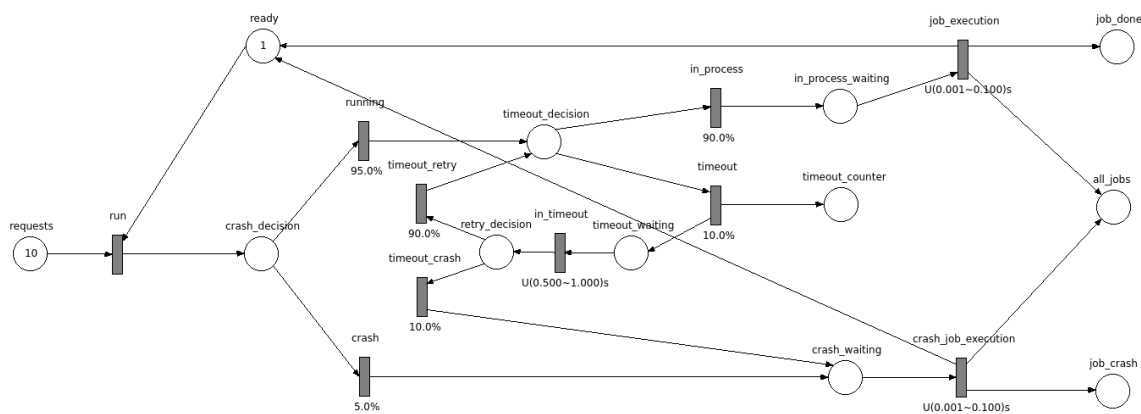 ready
job_execution
job_done
1
in_process
in_process_waiting
U(0.001~0.100)s
running
timeout_decision
90.0%
95.0%
timeout_retry
timeout
timeout_counter
all_jobs
90.0%
10.0%
requests
run
crash_decision
retry_decision
in_timeout
timeout_waiting
10
timeout_crash
U(0.500~1.000)s
10.0%
crash
crash_waiting
crash_job_execution
job_crash
5.0%
U(0.001~0.100)s